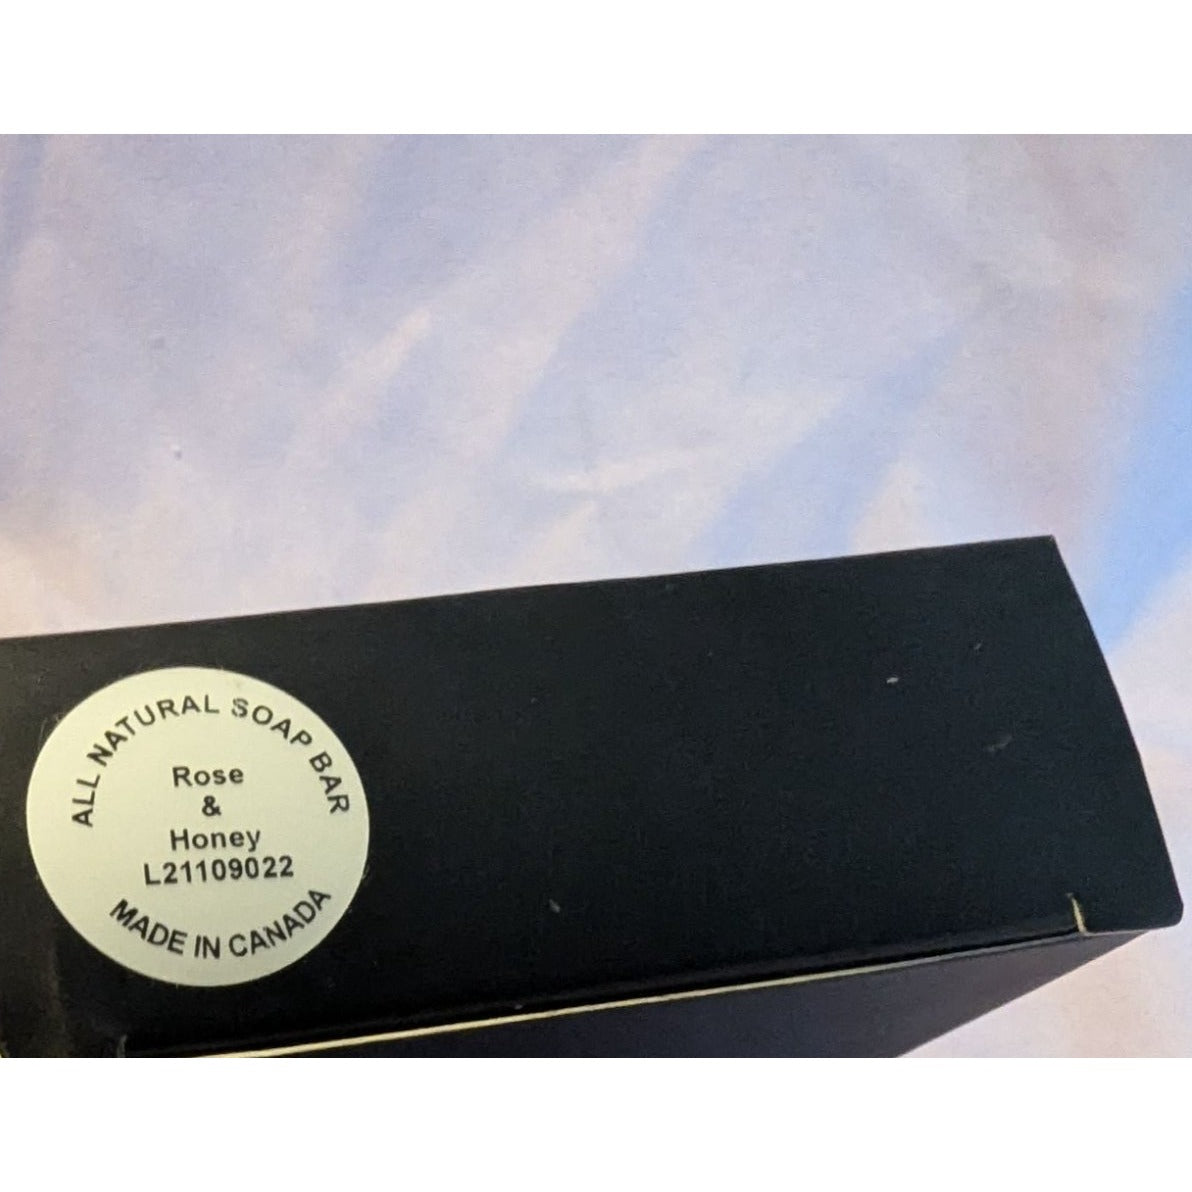 ALL NATURAL SOAP BAR
Rose
&
Honey
L21109022
MADE IN CANADA